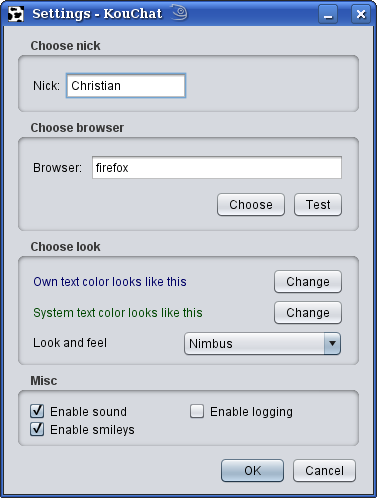 Settings - KouChat
Choose nick
Nick: Christian
Choose browser
Browser: firefox
Choose Test
Choose look
Own text color looks like this Change
System text color looks like this Change
Look and feel Nimbus
Misc
Enable sound Enable logging
Enable smileys
OK Cancel